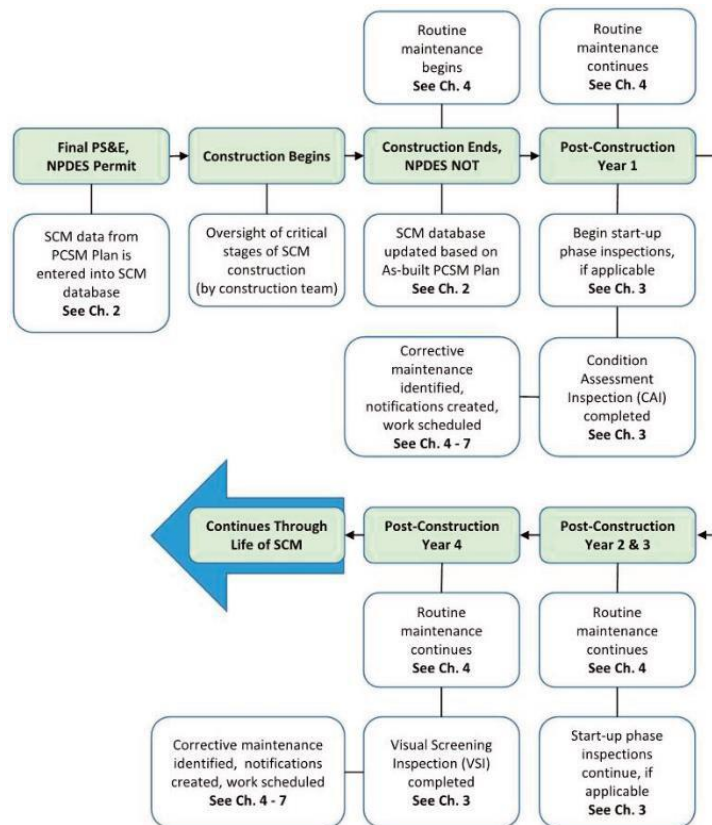 Routine
maintenance
begins
See Ch. 4
Routine
maintenance
continues
See Ch. 4
Final PS&E,
NPDES Permit
Construction Begins
Construction Ends,
NPDES NOT
Post-Construction
Year 1
SCM data from
PCSM Plan is
entered into SCM
database
See Ch. 2
Oversight of critical
stages of SCM
construction
(by construction team)
SCM database
updated based on
As-built PCSM Plan
See Ch. 2
Begin start-up
phase inspections,
if applicable
See Ch. 3
Corrective
maintenance
identified,
notifications created,
work scheduled
See Ch. 4 - 7
Condition
Assessment
Inspection (CAI)
completed
See Ch. 3
Continues Through
Life of SCM
Post-Construction
Year 4
Post-Construction
Year 2 & 3
Routine
maintenance
continues
See Ch. 4
Routine
maintenance
continues
See Ch. 4
Corrective maintenance
identified, notifications
created, work scheduled
See Ch. 4 - 7
Visual Screening
Inspection (VSI)
completed
See Ch. 3
Start-up phase
inspections
continue, if
applicable
See Ch. 3